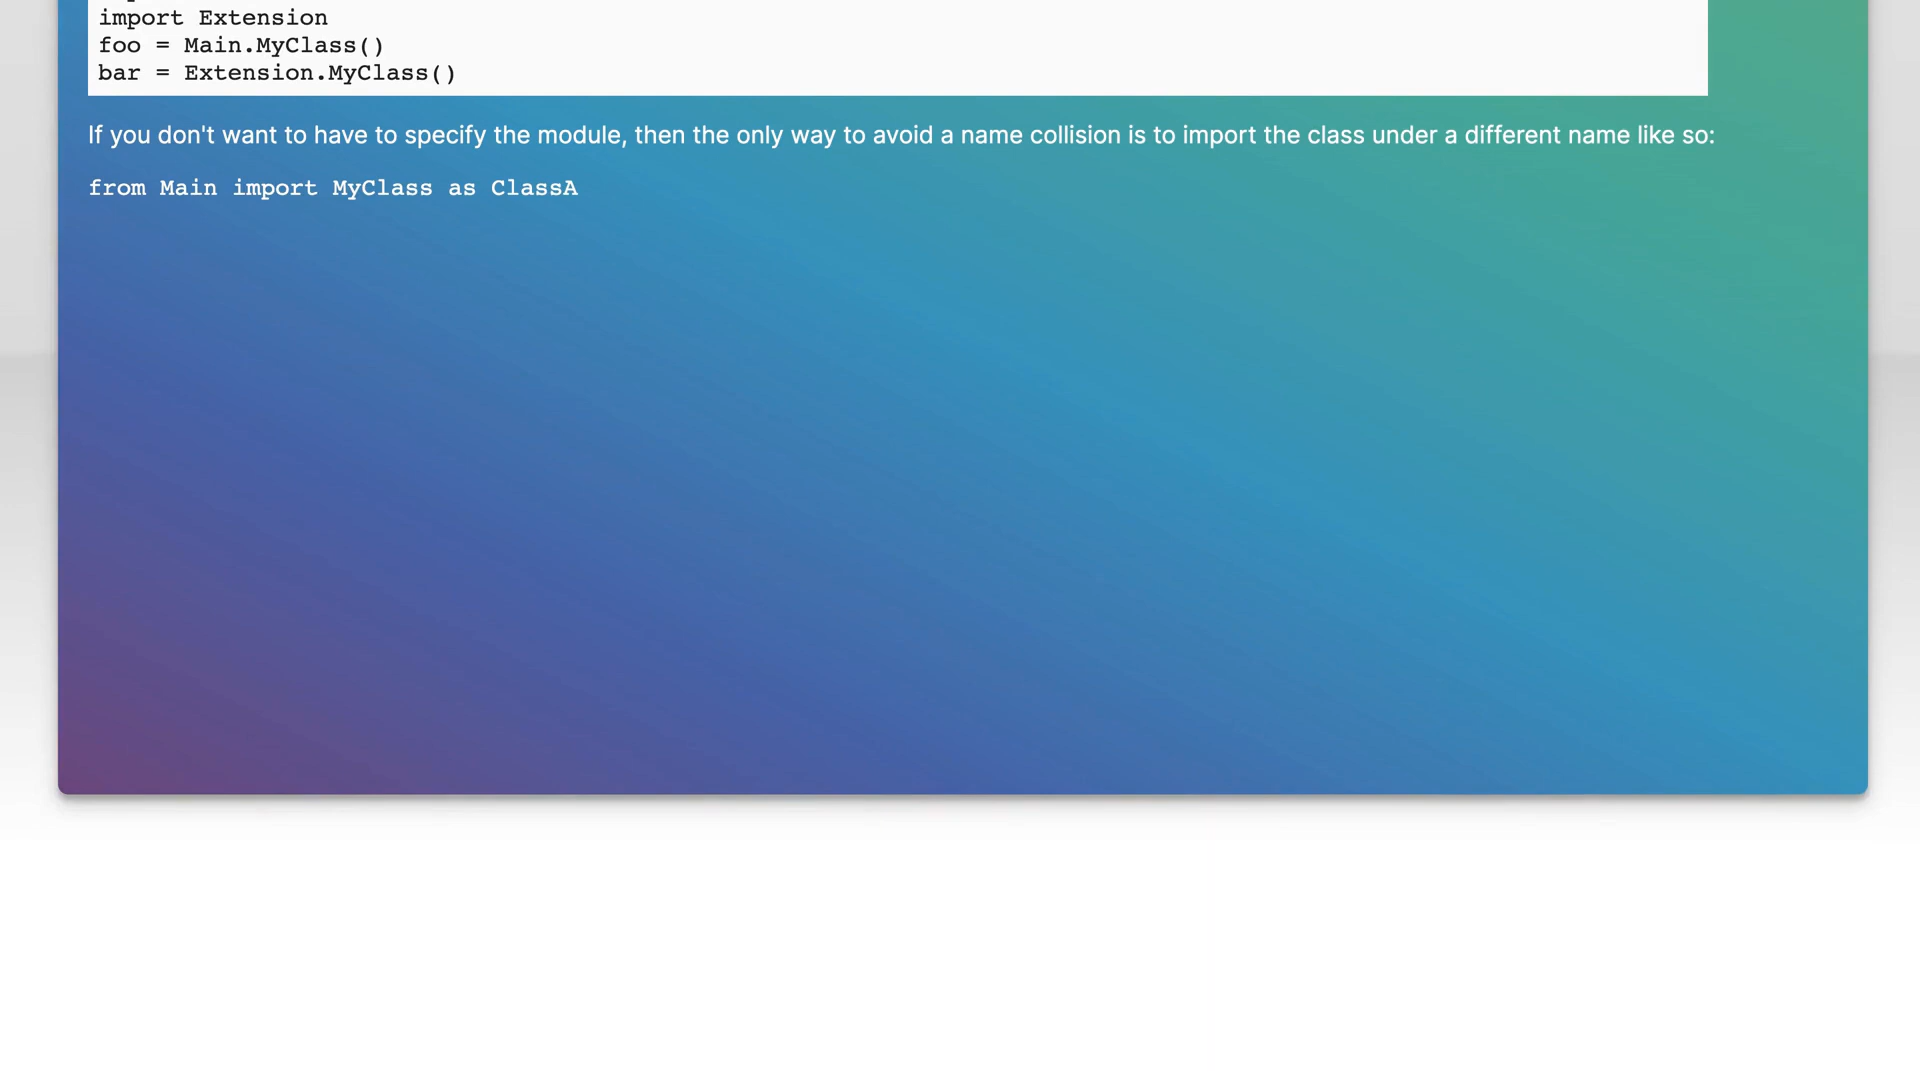 import Extension
foo = Main.MyClass()
bar = Extension.MyClass()
If you don't want to have to specify the module, then the only way to avoid a name collision is to import the class under a different name like so:
from Main import MyClass as ClassA